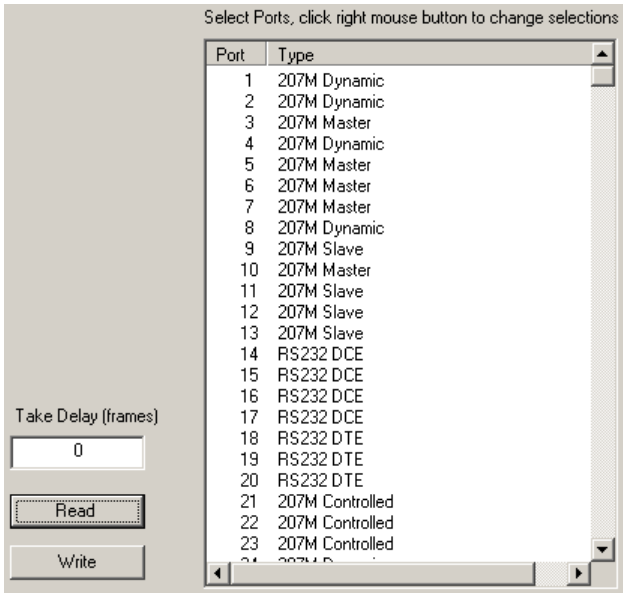 Select Ports, click right mouse button to change selections
Port Type
1 207M Dynamic
2 207M Dynamic
3 207M Master
4 207M Dynamic
5 207M Master
6 207M Master
7 207M Master
8 207M Dynamic
9 207M Slave
10 207M Master
11 207M Slave
12 207M Slave
13 207M Slave
14 RS232 DCE
15 RS232 DCE
16 RS232 DCE
17 RS232 DCE
18 RS232 DTE
19 RS232 DTE
20 RS232 DTE
21 207M Controlled
22 207M Controlled
23 207M Controlled
Take Delay (frames)
0
Read
Write